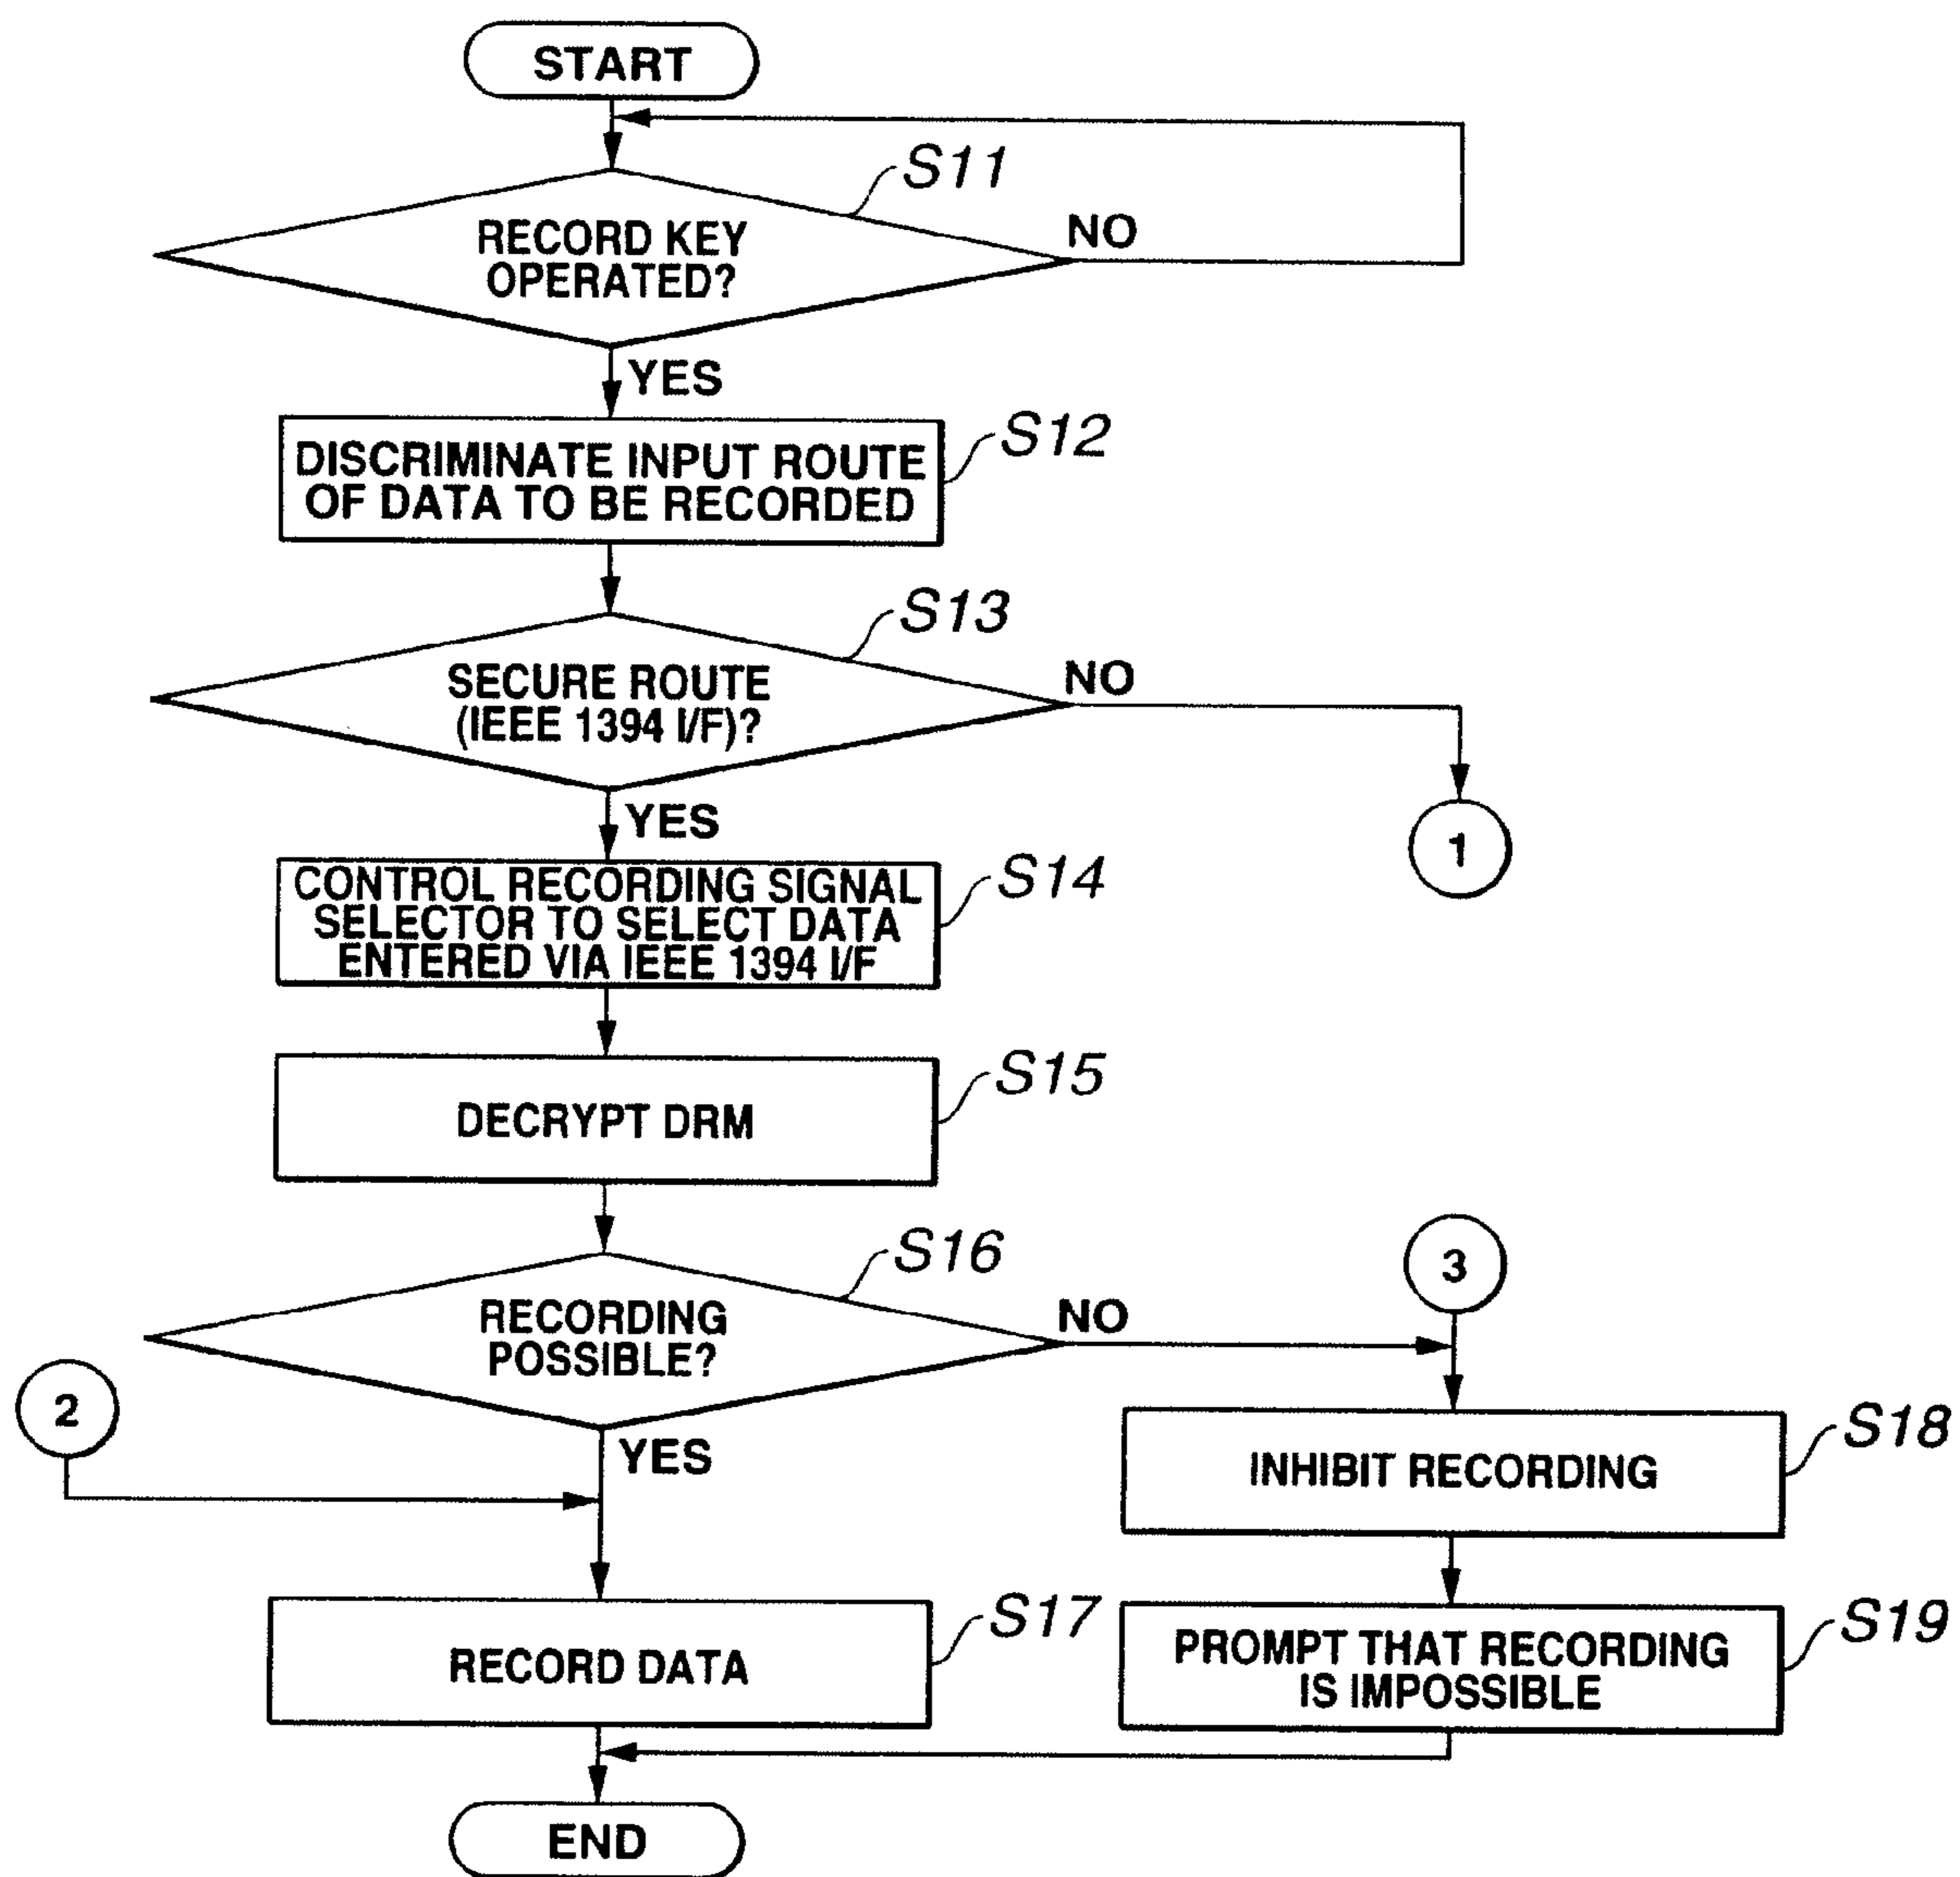 START
S11
RECORD KEY
OPERATED?
NO
YES
S12
DISCRIMINATE INPUT ROUTE
OF DATA TO BE RECORDED
S13
SECURE ROUTE
(IEEE 1394 I/F)?
NO
YES
1
S14
CONTROL RECORDING SIGNAL
SELECTOR TO SELECT DATA
ENTERED VIA IEEE 1394 I/F
S15
DECRYPT DRM
S16
RECORDING
POSSIBLE?
NO
3
2
YES
S18
INHIBIT RECORDING
S17
RECORD DATA
S19
PROMPT THAT RECORDING
IS IMPOSSIBLE
END